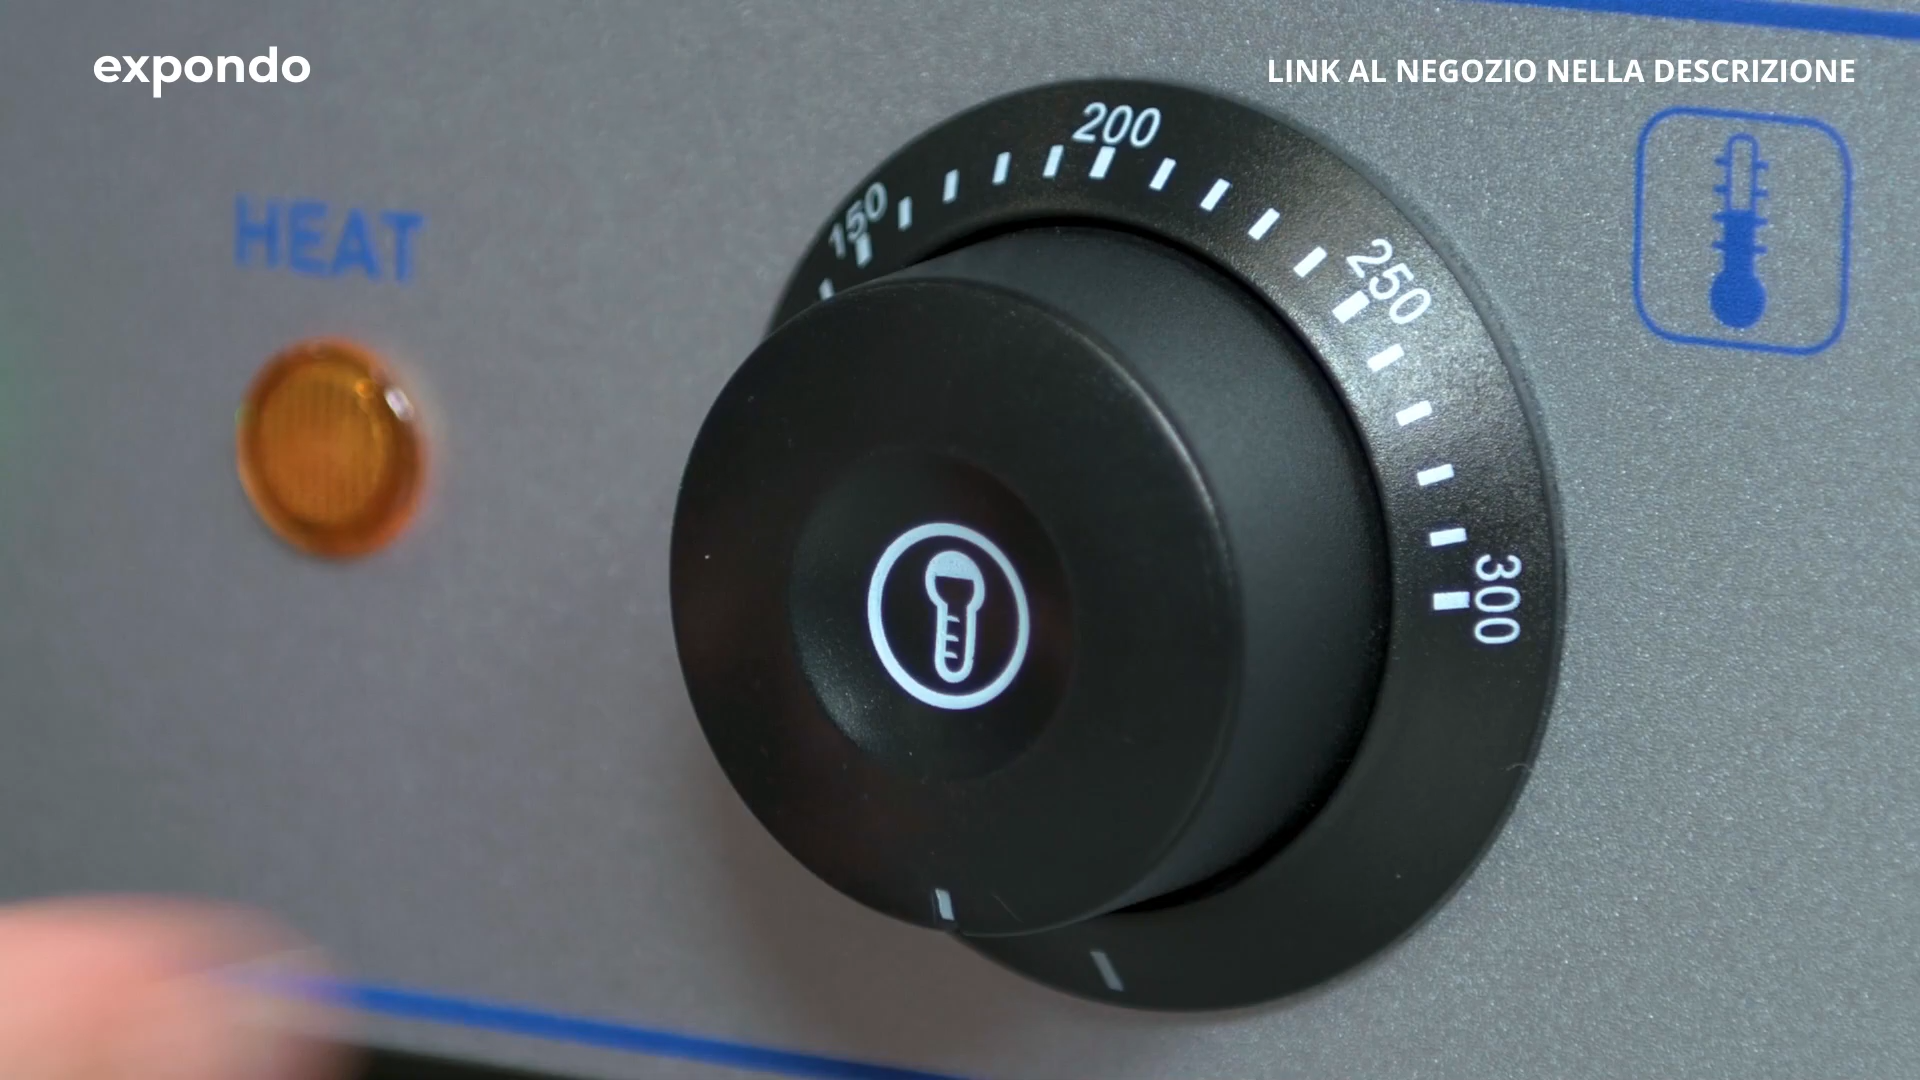 expondo
LINK AL NEGOZIO NELLA DESCRIZIONE
HEAT
150
200
250
300